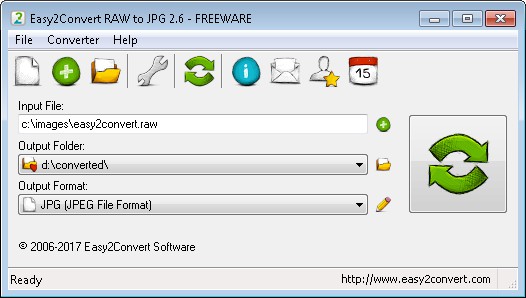 2 Easy2Convert RAW to JPG 2.6 - FREEWARE
File Converter Help
15
Input File:
c:\images\easy2convert.raw
Output Folder:
d:\converted\
Output Format:
JPG (JPEG File Format)
© 2006-2017 Easy2Convert Software
Ready http://www.easy2convert.com